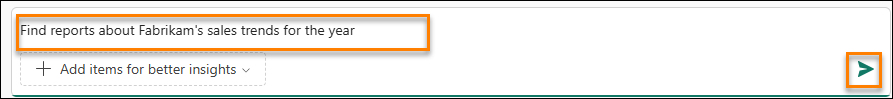 Find reports about Fabrikam's sales trends for the year
Add items for better insights